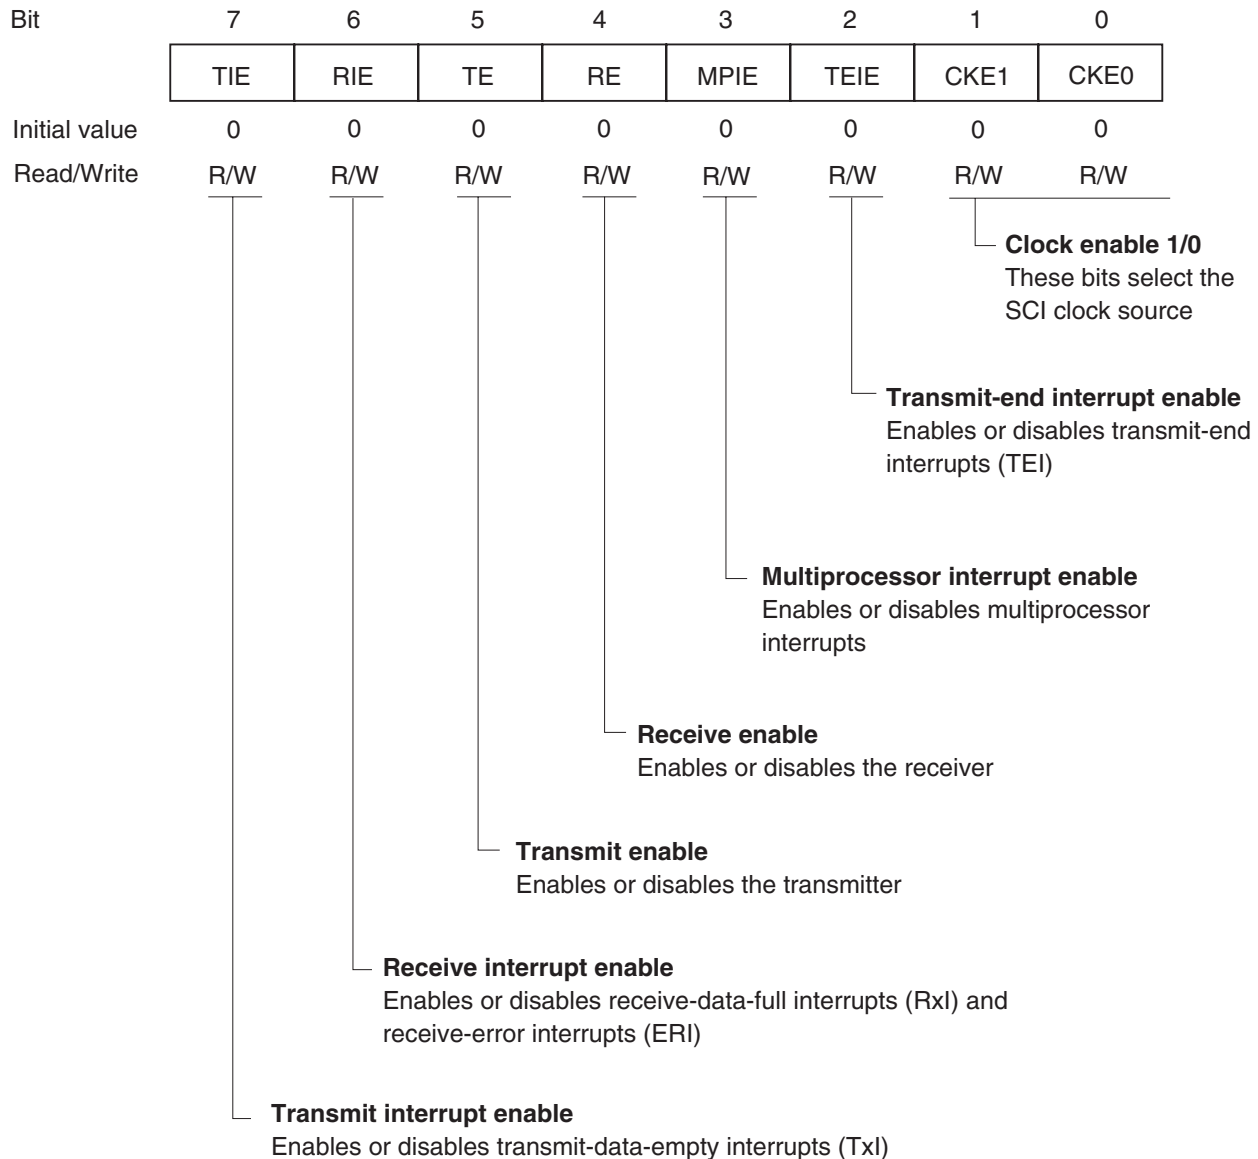 Bit 7 6 5 4 3 2 1 0
TIE RIE TE RE MPIE TEIE CKE1 CKE0
Initial value 0 0 0 0 0 0 0 0
Read/Write R/W R/W R/W R/W R/W R/W R/W R/W
Clock enable 1/0
These bits select the
SCI clock source
Transmit-end interrupt enable
Enables or disables transmit-end
interrupts (TEI)
Multiprocessor interrupt enable
Enables or disables multiprocessor
interrupts
Receive enable
Enables or disables the receiver
Transmit enable
Enables or disables the transmitter
Receive interrupt enable
Enables or disables receive-data-full interrupts (RxI) and
receive-error interrupts (ERI)
Transmit interrupt enable
Enables or disables transmit-data-empty interrupts (TxI)